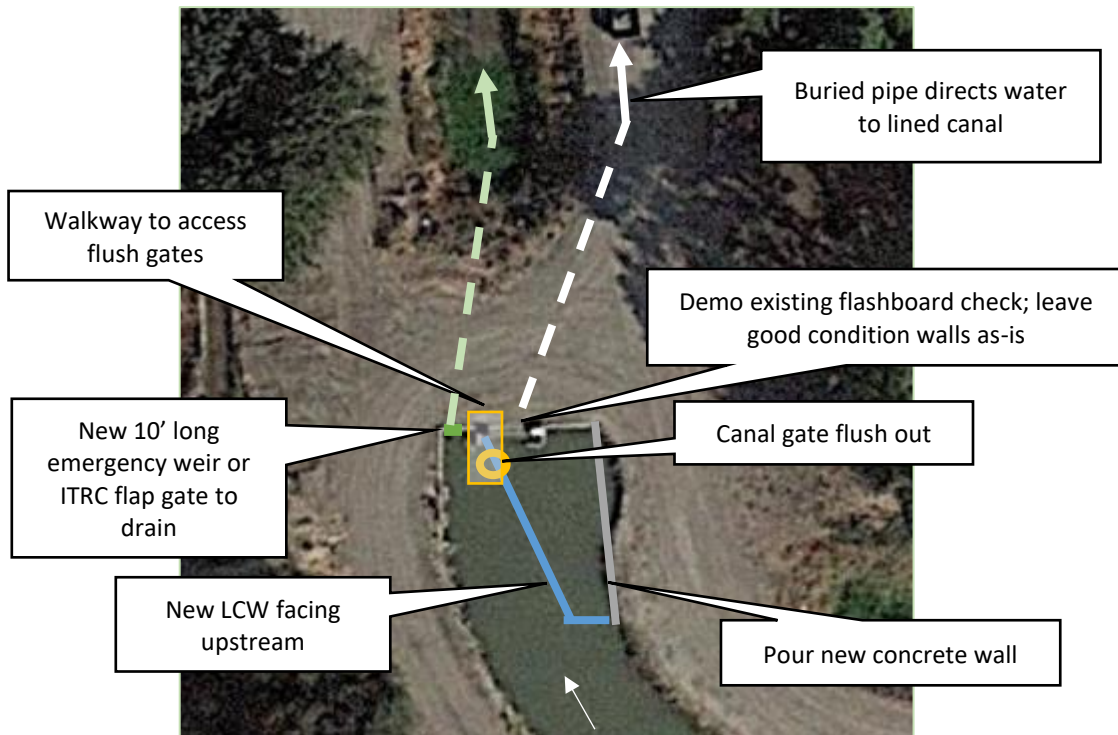 Buried pipe directs water
to lined canal
Walkway to access
flush gates
Demo existing flashboard check; leave
good condition walls as-is
New 10’ long
emergency weir or
ITRC flap gate to
drain
Canal gate flush out
New LCW facing
upstream
Pour new concrete wall